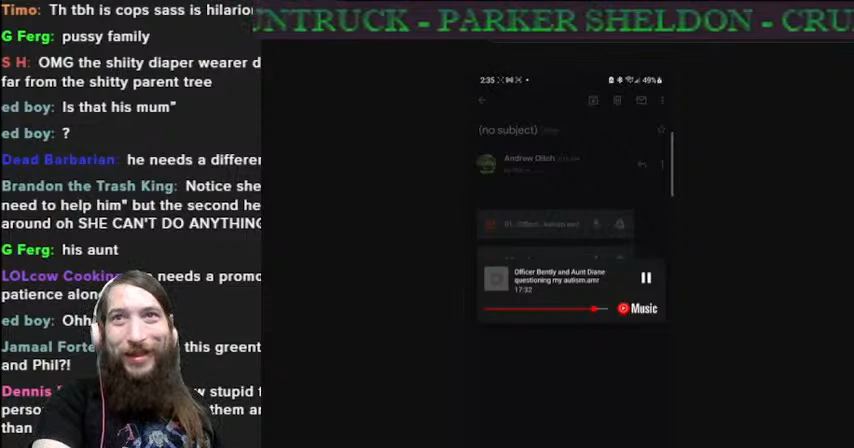 UNTRUCK - PARKER SHELDON - CRU
Timo: Th tbh is cops sass is hilario
G Ferg: pussy family
S H: OMG the shiity diaper wearer d
far from the shitty parent tree
ed boy: Is that his mum"
ed boy: ?
Dead Barbarian: he needs a differen
Brandon the Trash King: Notice she
need to help him" but the second he
around oh SHE CAN'T DO ANYTHING
G Ferg: his aunt
LOLcow Cooking needs a promo
patience alon
ed boy: Ohh
Jamaal Forte this greent
and Phil?!
Dennis w stupid f
perso them ar
than
2:35
49%
(no subject)
Andrew Ditch
Officer Bently and Aunt Diane
questioning my autism.amr
17:32
Music